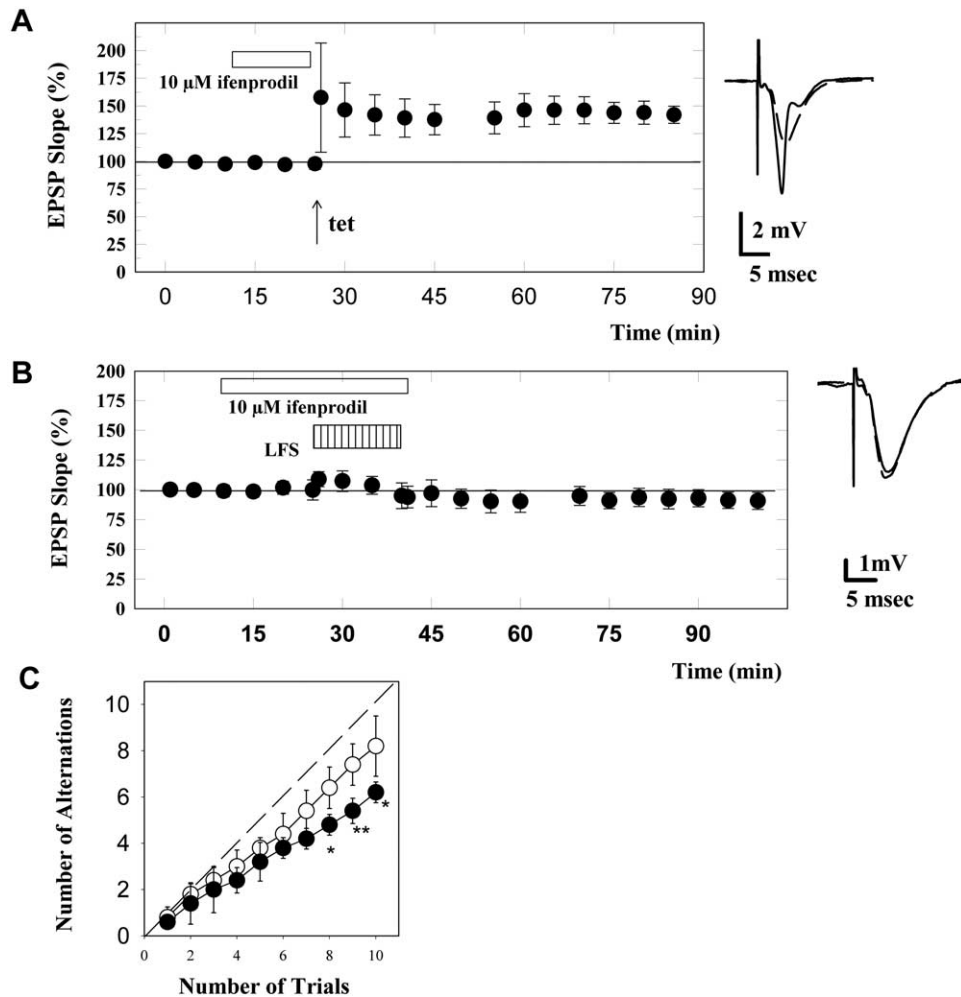 A
EPSP Slope (%)
200
175
150
125
100
75
50
25
0
10 µM ifenprodil
tet
0 15 30 45 60 75 90
Time (min)
2 mV
5 msec
B
EPSP Slope (%)
200
175
150
125
100
75
50
25
0
10 µM ifenprodil
LFS
0 15 30 45 60 75 90
Time (min)
1mV
5 msec
C
Number of Alternations
10
8
6
4
2
0
*
**
*
0 2 4 6 8 10
Number of Trials